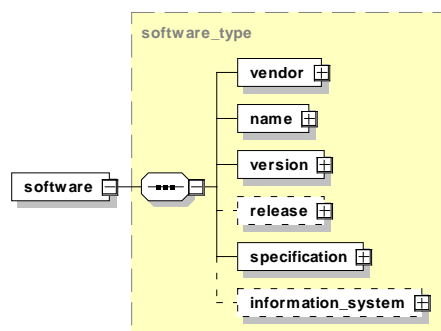 software_type
vendor
name
version
software
release
specification
information_system